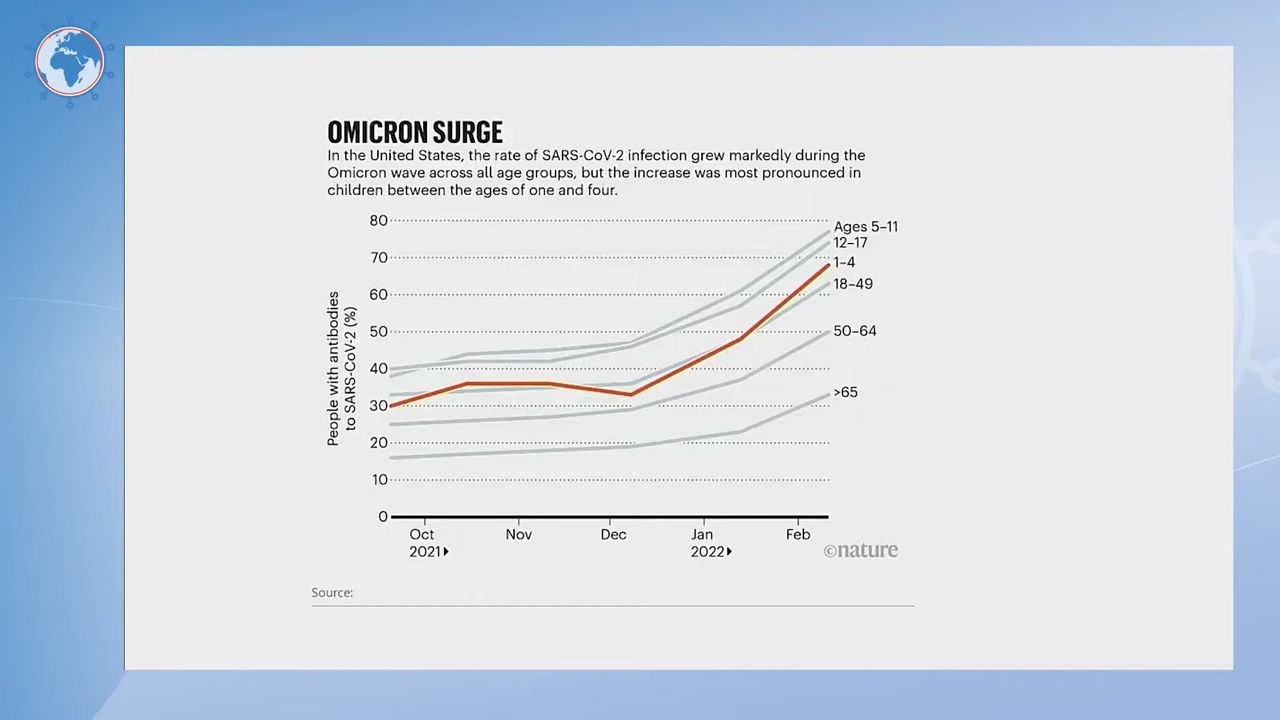 OMICRON SURGE
In the United States, the rate of SARS-CoV-2 infection grew markedly during the
Omicron wave across all age groups, but the increase was most pronounced in
children between the ages of one and four.
People with antibodies
to SARS-CoV-2 (%)
80
70
60
50
40
30
20
10
0
Ages 5–11
12–17
1–4
18–49
50–64
>65
Oct
2021
Nov
Dec
Jan
2022
Feb
©nature
Source: